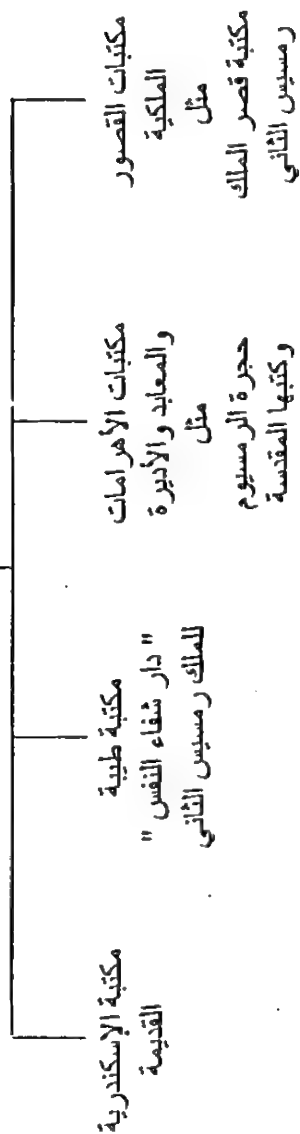 مكتبات القصور
الملكية
مثل
مكتبة قصر الملك
رمسيس الثاني
مكتبات الأهرامات
والمعابد والأديرة
مثل
حجرة الرمسيوم
وكتبها المقدسة
مكتبة طيبة
"دار شفاء النفس"
للملك رمسيس الثاني
مكتبة الإسكندرية
القديمة